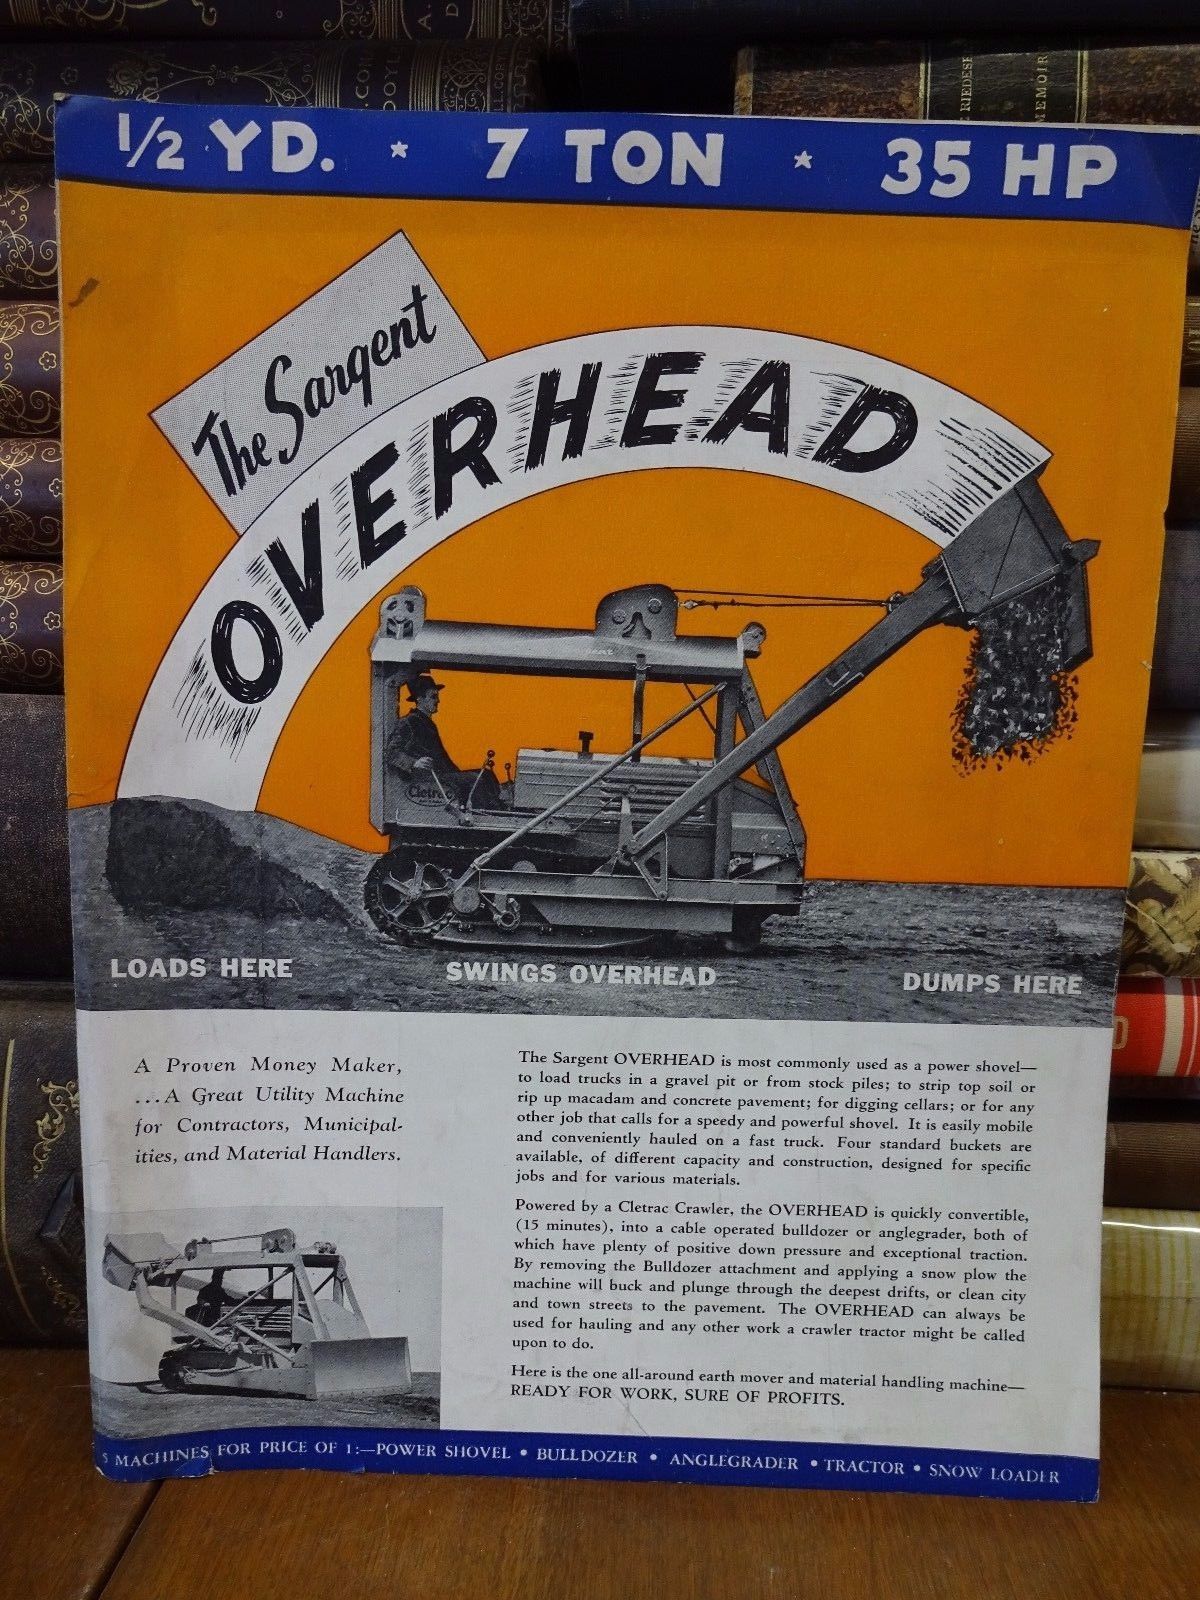 A.
D
.CON
DOYLE
RIEDESE
MEMOIR
½ YD. * 7 TON * 35 HP
The Sargent
OVERHEAD
Cletrac
LOADS HERE
SWINGS OVERHEAD
DUMPS HERE
A Proven Money Maker,
...A Great Utility Machine
for Contractors, Municipal-
ities, and Material Handlers.
The Sargent OVERHEAD is most commonly used as a power shovel—
to load trucks in a gravel pit or from stock piles; to strip top soil or
rip up macadam and concrete pavement; for digging cellars; or for any
other job that calls for a speedy and powerful shovel. It is easily mobile
and conveniently hauled on a fast truck. Four standard buckets are
available, of different capacity and construction, designed for specific
jobs and for various materials.
Powered by a Cletrac Crawler, the OVERHEAD is quickly convertible,
(15 minutes), into a cable operated bulldozer or anglegrader, both of
which have plenty of positive down pressure and exceptional traction.
By removing the Bulldozer attachment and applying a snow plow the
machine will buck and plunge through the deepest drifts, or clean city
and town streets to the pavement. The OVERHEAD can always be
used for hauling and any other work a crawler tractor might be called
upon to do.
Here is the one all-around earth mover and material handling machine—
READY FOR WORK, SURE OF PROFITS.
5 MACHINES FOR PRICE OF 1:—POWER SHOVEL • BULLDOZER • ANGLEGRADER • TRACTOR • SNOW LOADER